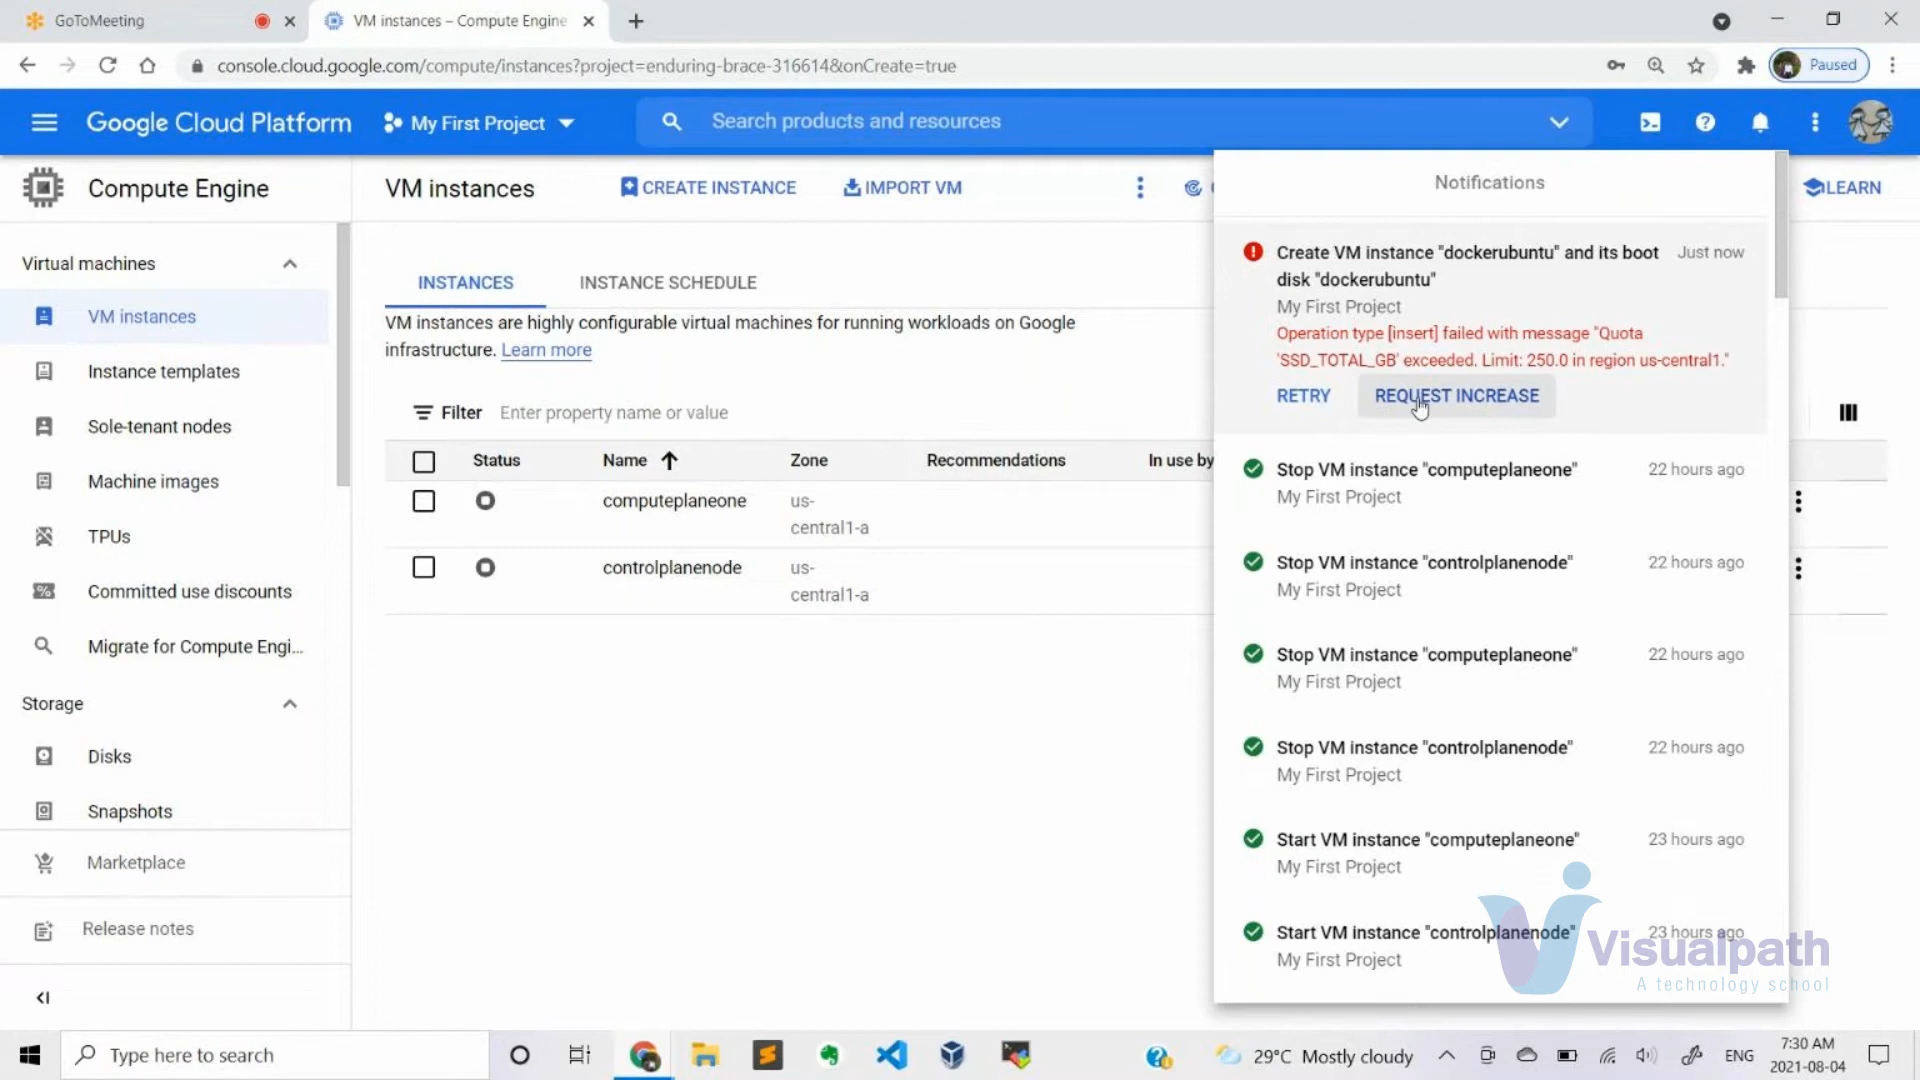 GoToMeeting
VM instances – Compute Engine
console.cloud.google.com/compute/instances?project=enduring-brace-316614&onCreate=true
Paused
Google Cloud Platform
My First Project
Search products and resources
Compute Engine
VM instances
CREATE INSTANCE
IMPORT VM
LEARN
Virtual machines
VM instances
Instance templates
Sole-tenant nodes
Machine images
TPUs
Committed use discounts
Migrate for Compute Engi...
Storage
Disks
Snapshots
Marketplace
Release notes
INSTANCES
INSTANCE SCHEDULE
VM instances are highly configurable virtual machines for running workloads on Google
infrastructure. Learn more
Filter Enter property name or value
Status Name Zone Recommendations In use by
computeplaneone us-
central1-a
controlplanenode us-
central1-a
Notifications
Create VM instance "dockerubuntu" and its boot Just now
disk "dockerubuntu"
My First Project
Operation type [insert] failed with message "Quota
'SSD_TOTAL_GB' exceeded. Limit: 250.0 in region us-central1."
RETRY REQUEST INCREASE
Stop VM instance "computeplaneone" 22 hours ago
My First Project
Stop VM instance "controlplanenode" 22 hours ago
My First Project
Stop VM instance "computeplaneone" 22 hours ago
My First Project
Stop VM instance "controlplanenode" 22 hours ago
My First Project
Start VM instance "computeplaneone" 23 hours ago
My First Project
Start VM instance "controlplanenode" 23 hours ago
My First Project
Visualpath
A technology school
Type here to search
29°C Mostly cloudy
ENG
7:30 AM
2021-08-04